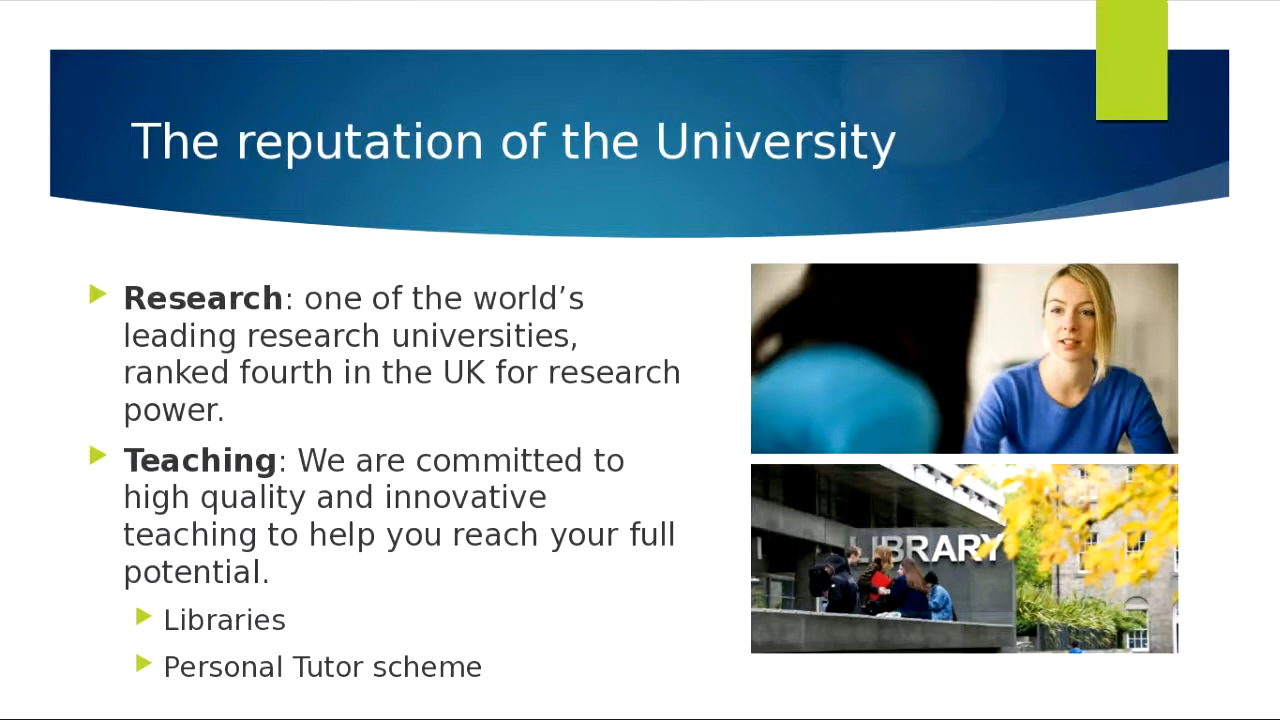 The reputation of the University
Research: one of the world’s
leading research universities,
ranked fourth in the UK for research
power.
Teaching: We are committed to
high quality and innovative
teaching to help you reach your full
potential.
Libraries
Personal Tutor scheme
LIBRARY